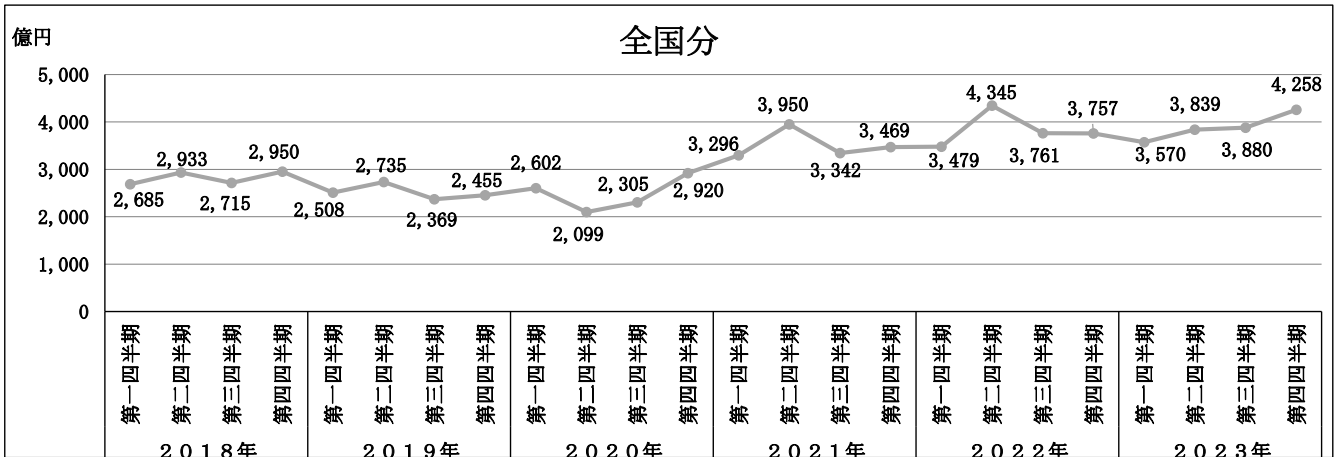 億円
全国分
5,000
4,000
3,000
2,000
1,000
0
2,685
2,933
2,715
2,950
2,508
2,735
2,369
2,455
2,602
2,099
2,305
2,920
3,296
3,950
3,342
3,469
3,479
4,345
3,761
3,757
3,570
3,839
3,880
4,258
第一四半期
第二四半期
第三四半期
第四四半期
第一四半期
第二四半期
第三四半期
第四四半期
第一四半期
第二四半期
第三四半期
第四四半期
第一四半期
第二四半期
第三四半期
第四四半期
第一四半期
第二四半期
第三四半期
第四四半期
第一四半期
第二四半期
第三四半期
第四四半期
２０１８年
２０１９年
２０２０年
２０２１年
２０２２年
２０２３年